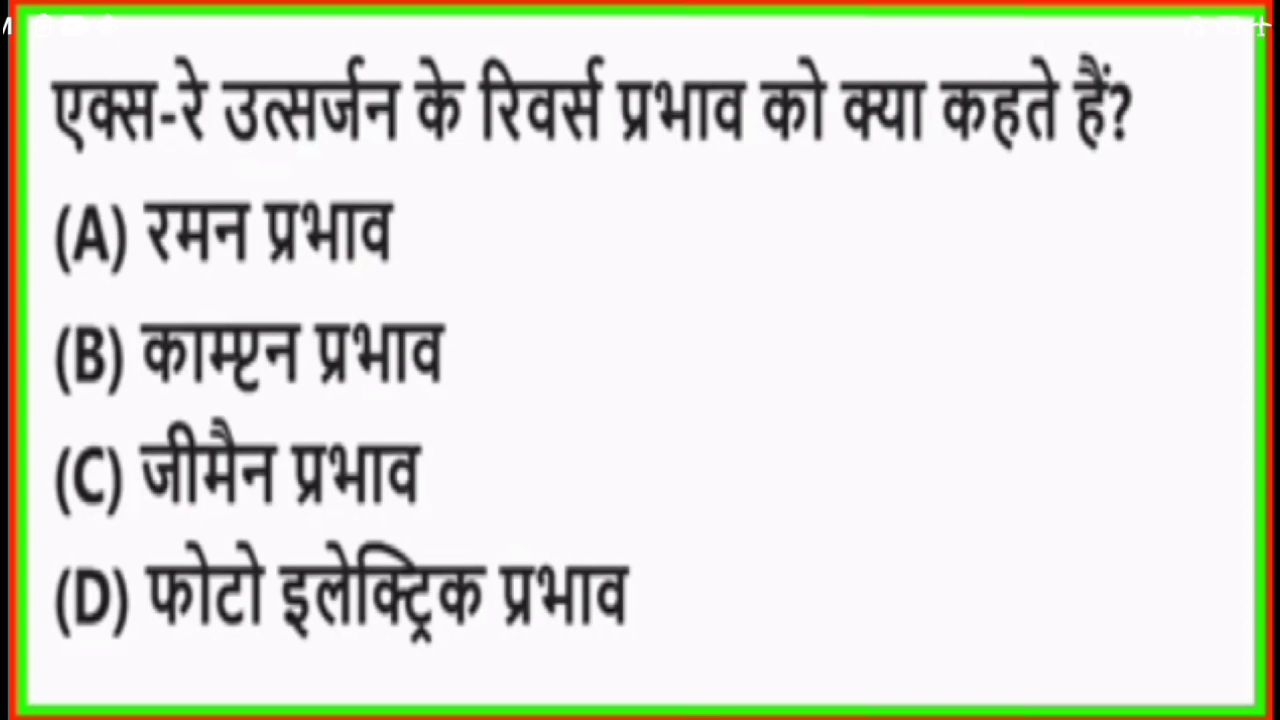 एक्स-रे उत्सर्जन के रिवर्स प्रभाव को क्या कहते हैं?
(A) रमन प्रभाव
(B) काम्प्टन प्रभाव
(C) जीमैन प्रभाव
(D) फोटो इलेक्ट्रिक प्रभाव